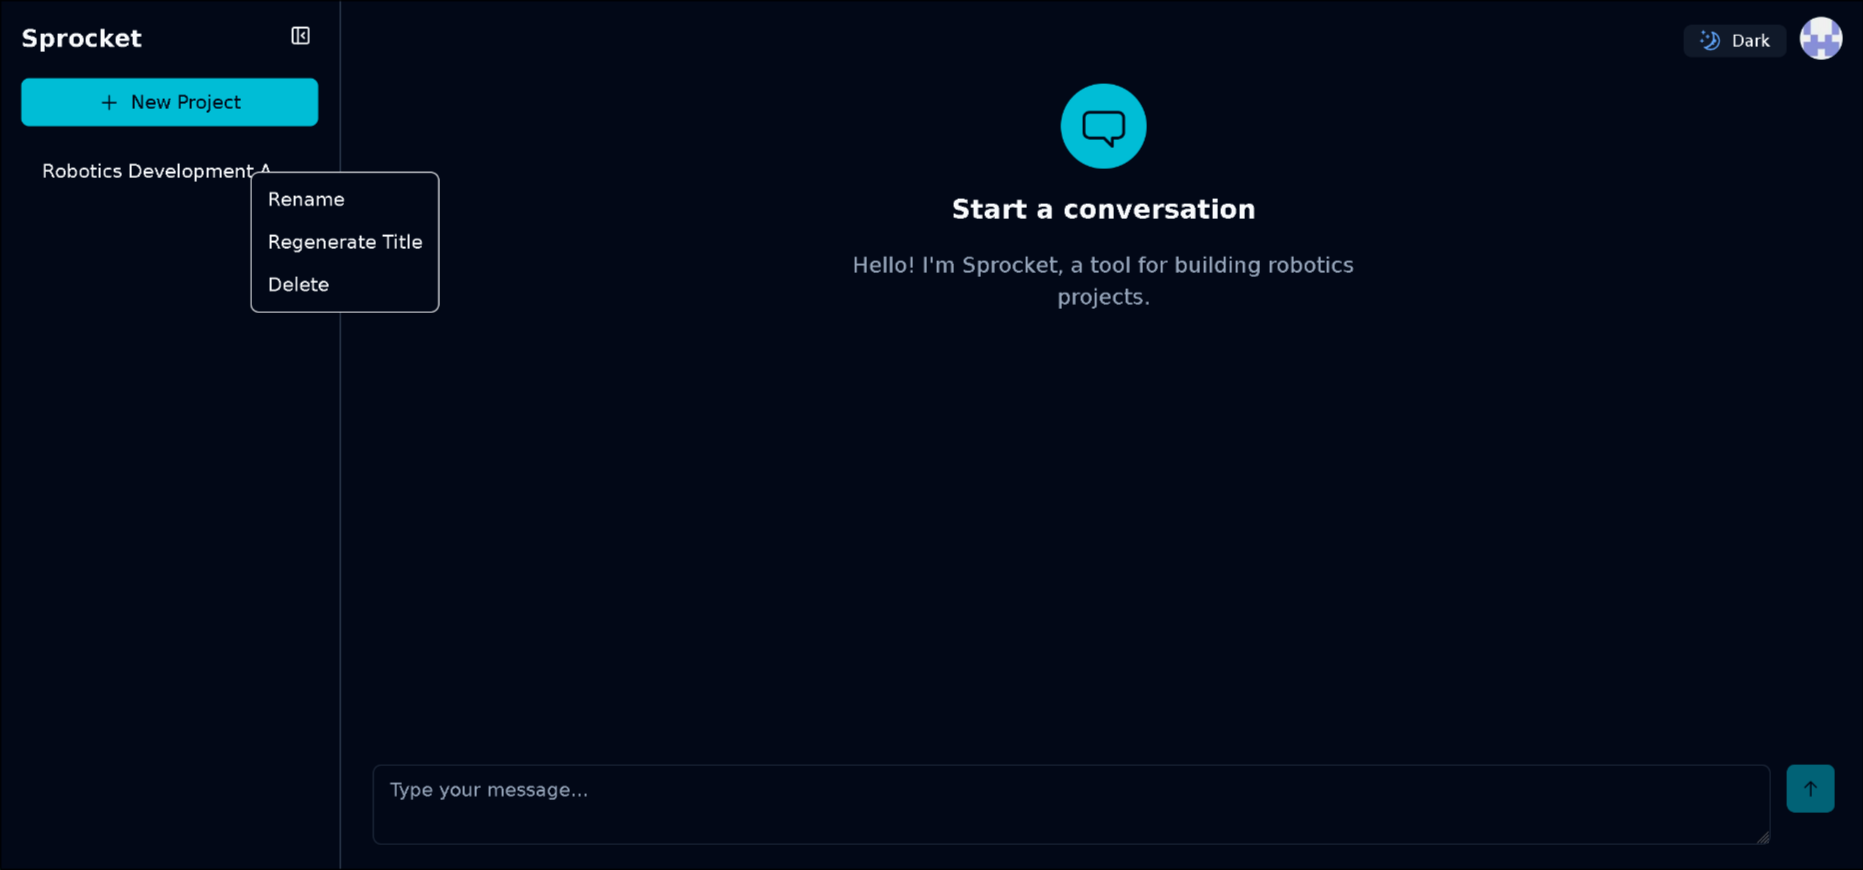 Sprocket
New Project
Robotics Development A
Rename
Regenerate Title
Delete
Dark
Start a conversation
Hello! I'm Sprocket, a tool for building robotics
projects.
Type your message...